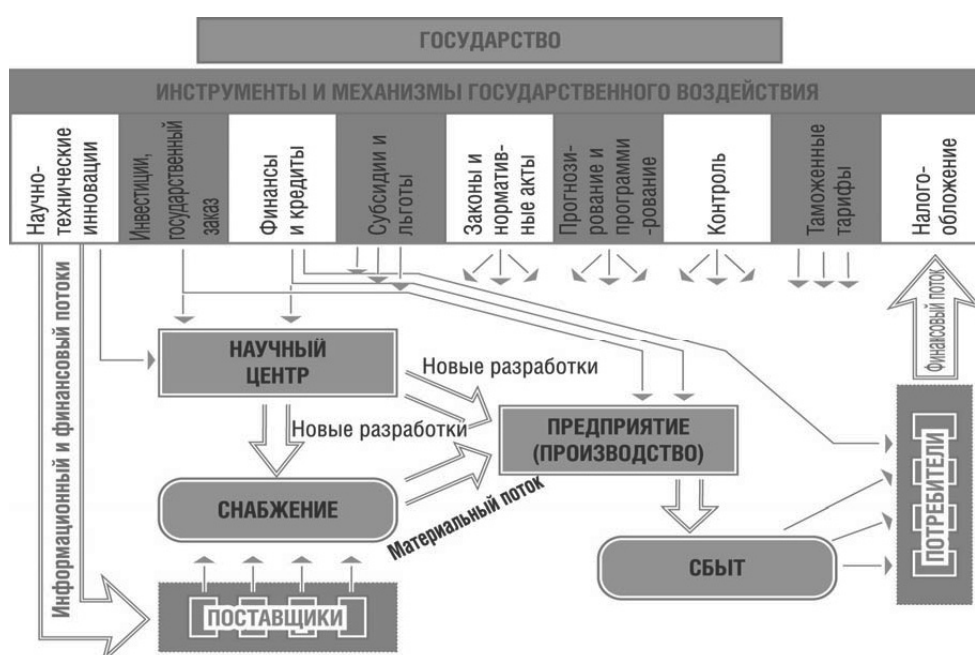 ГОСУДАРСТВО
ИНСТРУМЕНТЫ И МЕХАНИЗМЫ ГОСУДАРСТВЕННОГО ВОЗДЕЙСТВИЯ
Научно-
технические
инновации
Инвестиции,
государственный
заказ
Финансы
и кредиты
Субсидии и
льготы
Законы и
норматив-
ные акты
Прогнози-
рование и
программи
-рование
Контроль
Таможенные
тарифы
Налого-
обложение
Информационный и финансовый потоки
Финансовый поток
НАУЧНЫЙ
ЦЕНТР
Новые разработки
Новые разработки
ПРЕДПРИЯТИЕ
(ПРОИЗВОДСТВО)
СНАБЖЕНИЕ
Материальный поток
СБЫТ
ПОТРЕБИТЕЛИ
ПОСТАВЩИКИ